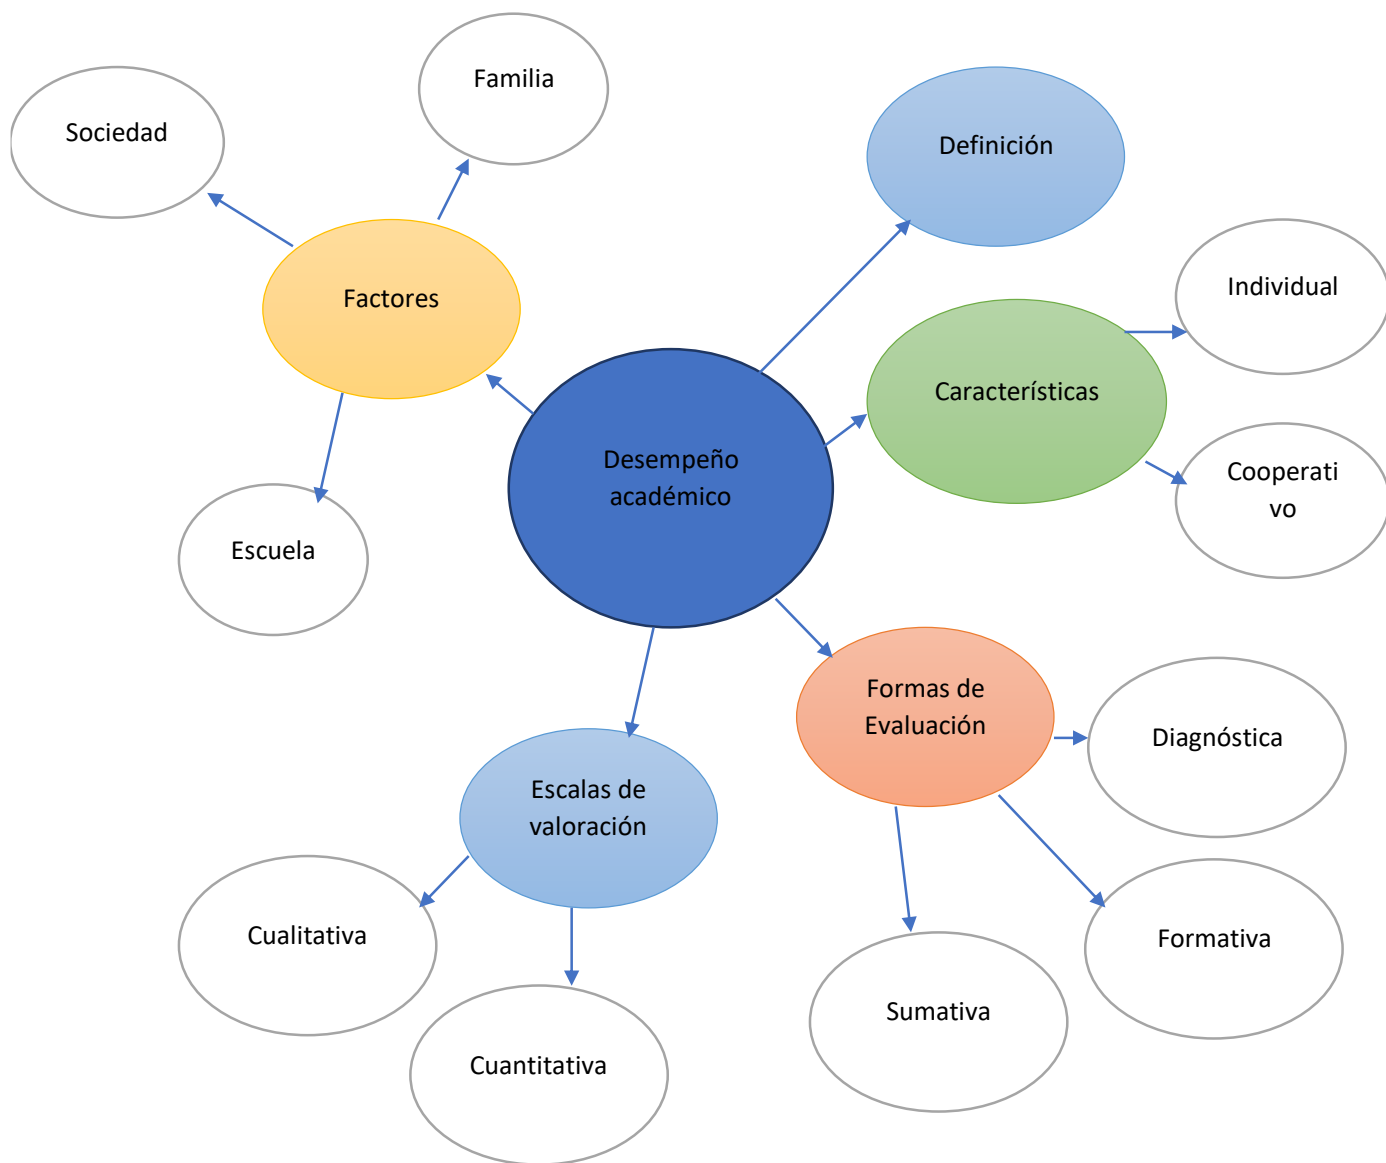 Familia
Sociedad
Definición
Factores
Individual
Características
Desempeño
académico
Cooperati
vo
Escuela
Formas de
Evaluación
Diagnóstica
Escalas de
valoración
Cualitativa
Formativa
Sumativa
Cuantitativa